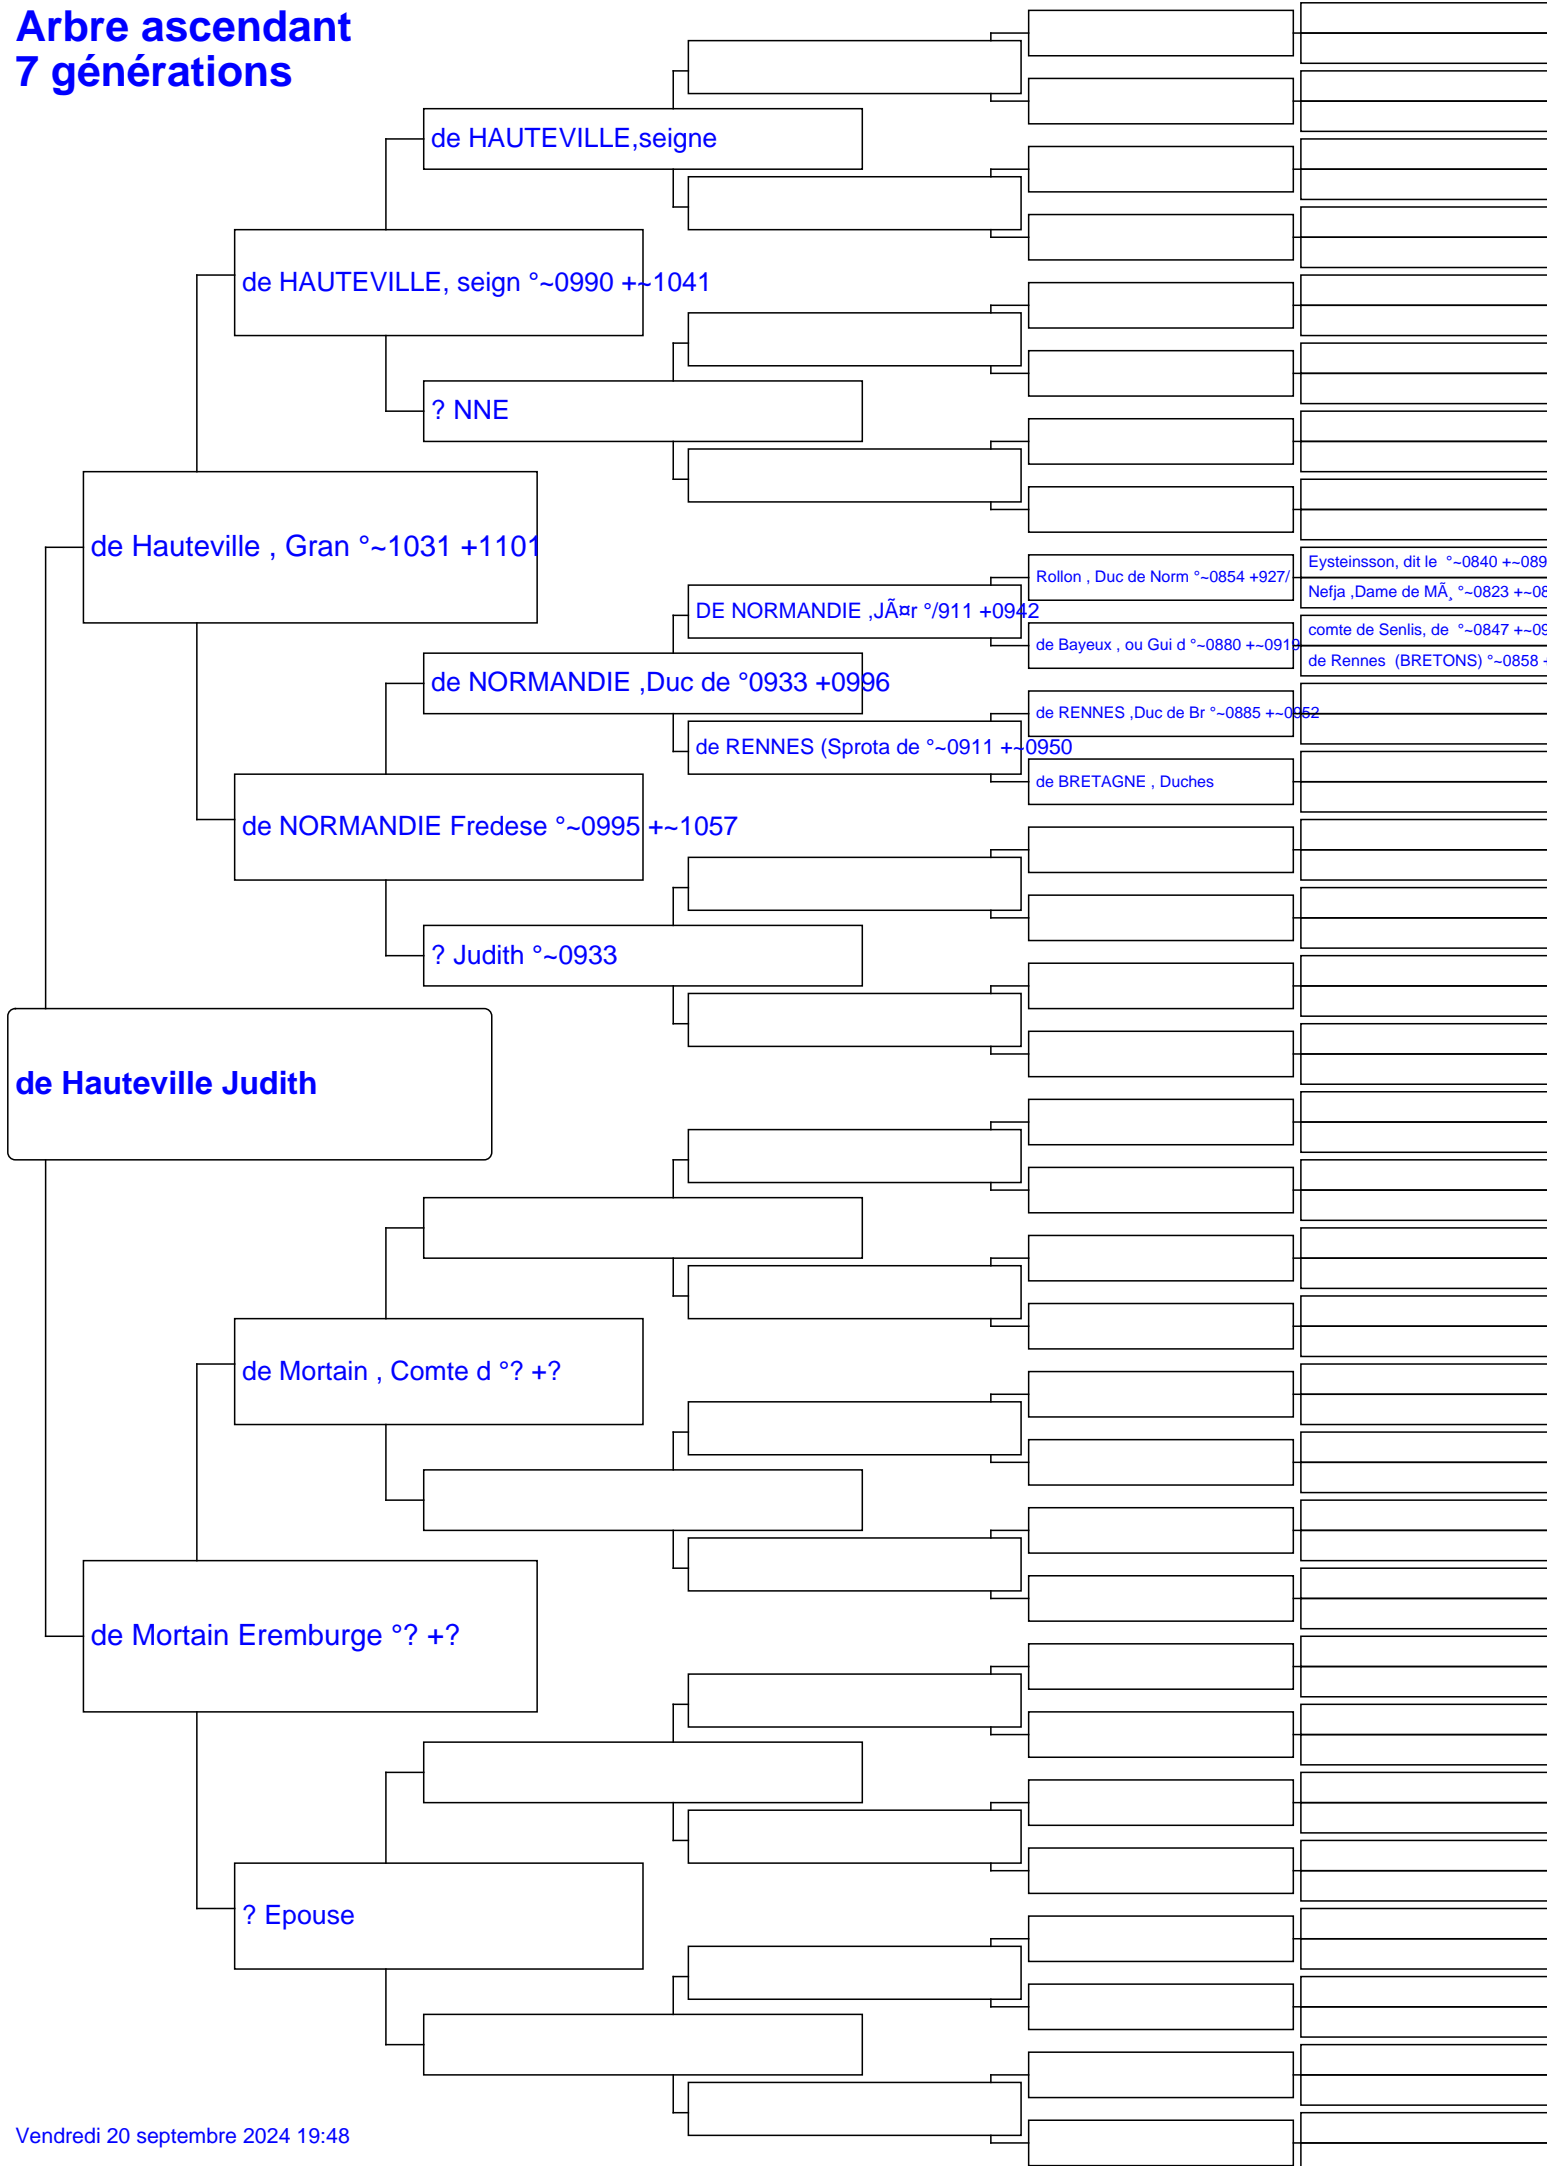 Arbre ascendant
7 générations
de HAUTEVILLE,seigne
de HAUTEVILLE, seign °~0990 +~1041
? NNE
de Hauteville , Gran °~1031 +1101
Rollon , Duc de Norm °~0854 +927/
Eysteinsson, dit le °~0840 +~089
Nefja ,Dame de MÃ¸ °~0823 +~08
DE NORMANDIE ,JÃ¤r °/911 +0942
de Bayeux , ou Gui d °~0880 +~0919
comte de Senlis, de °~0847 +~09
de Rennes (BRETONS) °~0858 +
de NORMANDIE ,Duc de °0933 +0996
de RENNES ,Duc de Br °~0885 +~0952
de RENNES (Sprota de °~0911 +~0950
de BRETAGNE , Duches
de NORMANDIE Fredese °~0995 +~1057
? Judith °~0933
de Hauteville Judith
de Mortain , Comte d °? +?
de Mortain Eremburge °? +?
? Epouse
Vendredi 20 septembre 2024 19:48